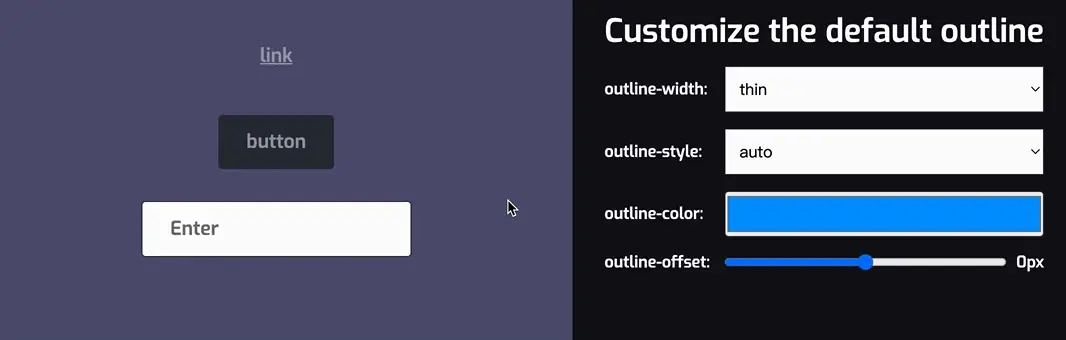 link
button
Enter
Customize the default outline
outline-width:
thin
outline-style:
auto
outline-color:
outline-offset:
0px